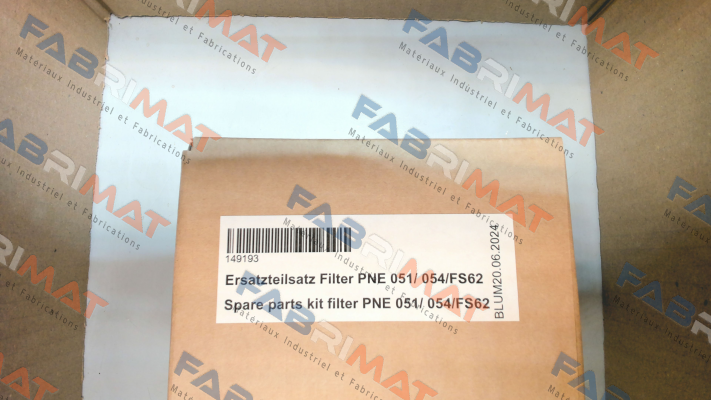 FABRIMAT
Materiaux Industriel et Fabrications
149193
Ersatzteilsatz Filter PNE 051/ 054/FS62
Spare parts kit filter PNE 051/ 054/FS62
BLUM20.06.2024